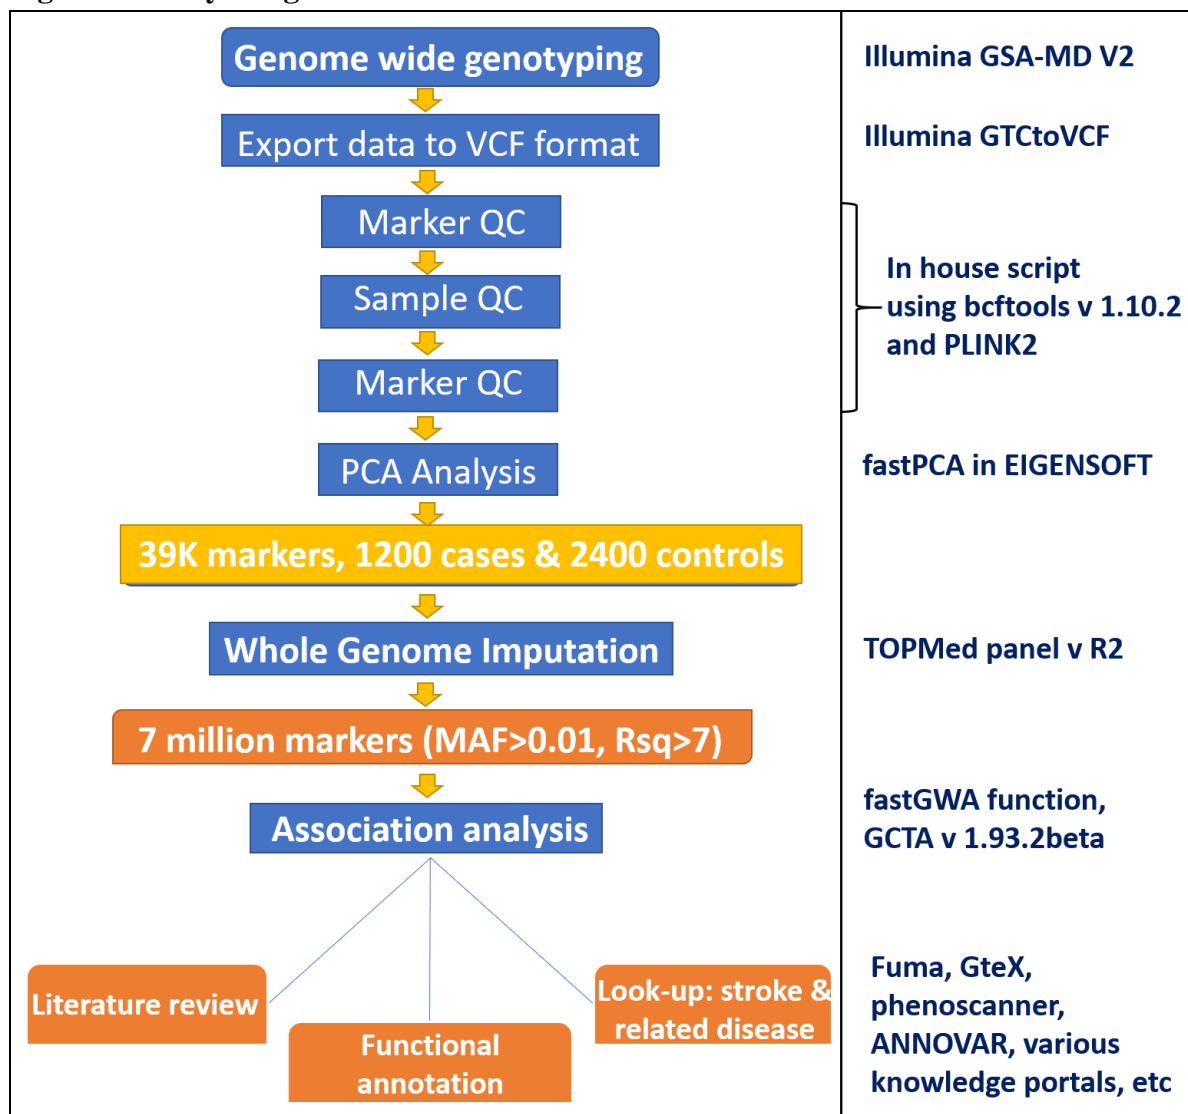 Genome wide genotyping
Illumina GSA-MD V2
Export data to VCF format
Illumina GTCtoVCF
Marker QC
Sample QC
Marker QC
In house script
using bcftools v 1.10.2
and PLINK2
PCA Analysis
fastPCA in EIGENSOFT
39K markers, 1200 cases & 2400 controls
Whole Genome Imputation
TOPMed panel v R2
7 million markers (MAF>0.01, Rsq>7)
Association analysis
fastGWA function,
GCTA v 1.93.2beta
Literature review
Functional
annotation
Look-up: stroke &
related disease
Fuma, GteX,
phenoscanner,
ANNOVAR, various
knowledge portals, etc